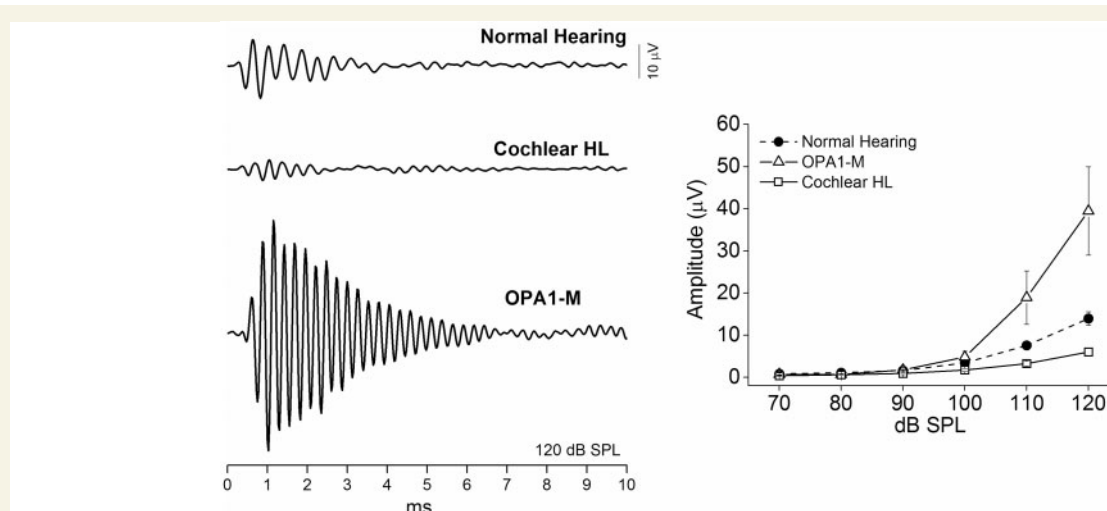 Normal Hearing
10 μV
Cochlear HL
OPA1-M
120 dB SPL
0 1 2 3 4 5 6 7 8 9 10
ms
60
50
40
30
20
10
0
Amplitude (μV)
Normal Hearing
OPA1-M
Cochlear HL
70 80 90 100 110 120
dB SPL